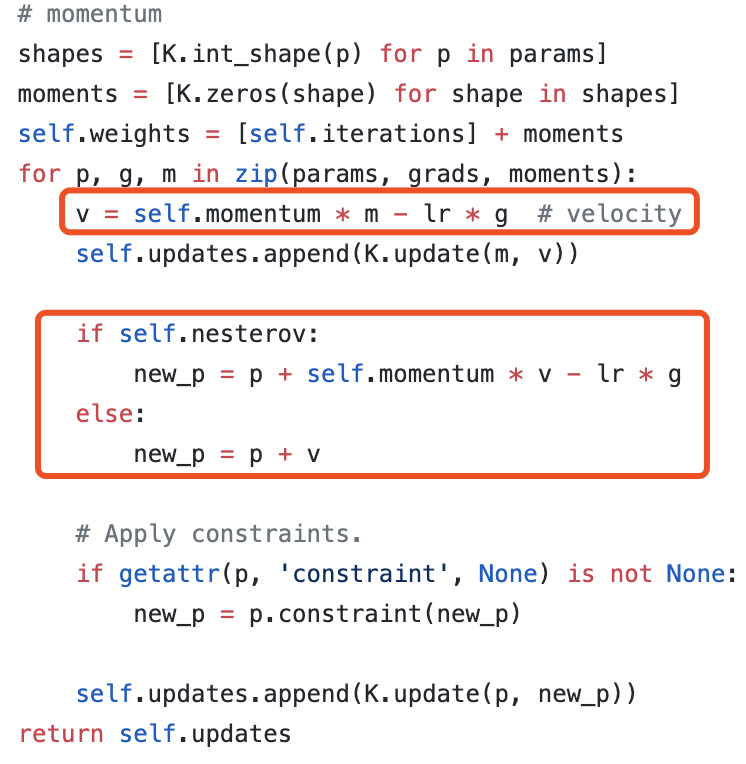 # momentum
shapes = [K.int_shape(p) for p in params]
moments = [K.zeros(shape) for shape in shapes]
self.weights = [self.iterations] + moments
for p, g, m in zip(params, grads, moments):
    v = self.momentum * m - lr * g  # velocity
    self.updates.append(K.update(m, v))

    if self.nesterov:
        new_p = p + self.momentum * v - lr * g
    else:
        new_p = p + v

    # Apply constraints.
    if getattr(p, 'constraint', None) is not None:
        new_p = p.constraint(new_p)

    self.updates.append(K.update(p, new_p))
return self.updates